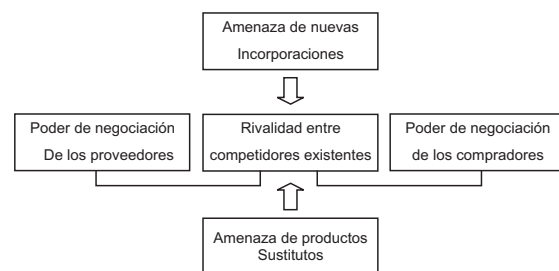 Amenaza de nuevas
Incorporaciones
Poder de negociación
De los proveedores
Rivalidad entre
competidores existentes
Poder de negociación
de los compradores
Amenaza de productos
Sustitutos